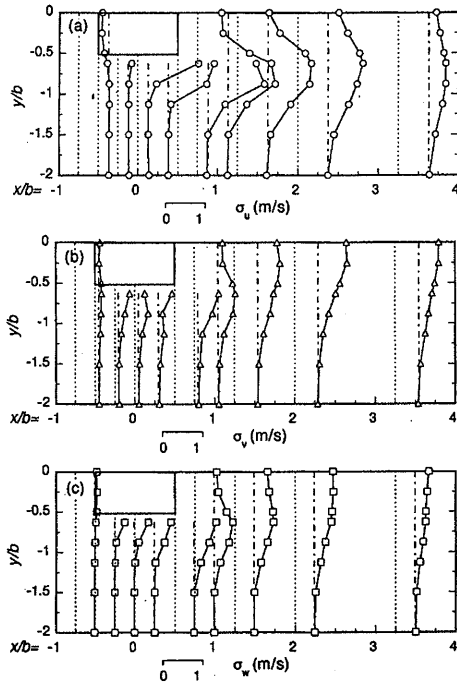 (a)
0
-0.5
-1
-1.5
-2
y/b
x/b= -1 0 1 2 3 4
0 1
σu(m/s)
(b)
0
-0.5
-1
-1.5
-2
y/b
x/b= -1 0 1 2 3 4
0 1
σv(m/s)
(c)
0
-0.5
-1
-1.5
-2
y/b
x/b= -1 0 1 2 3 4
0 1
σw(m/s)